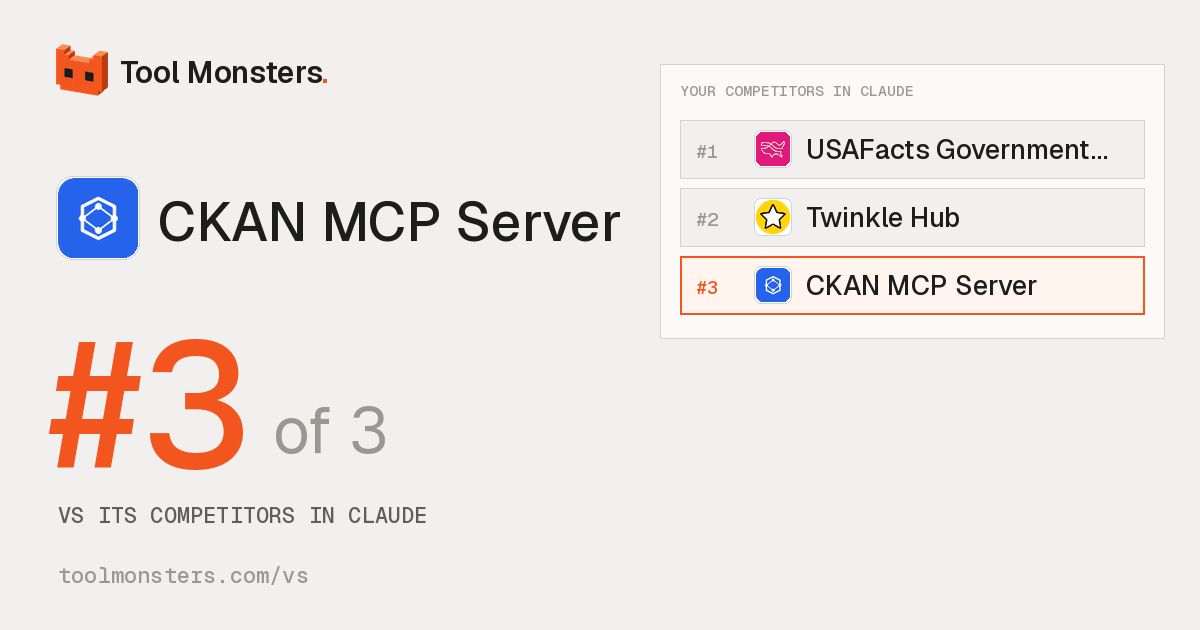 Tool Monsters.
CKAN MCP Server
#3 of 3
VS ITS COMPETITORS IN CLAUDE
toolmonsters.com/vs
YOUR COMPETITORS IN CLAUDE
#1 USAFacts Government...
#2 Twinkle Hub
#3 CKAN MCP Server